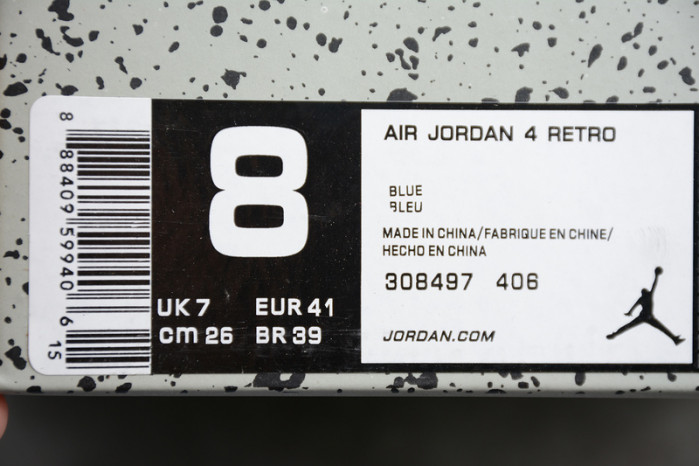 8 88409 59940 6 15
8
UK 7 EUR 41
cm 26 BR 39
AIR JORDAN 4 RETRO
BLUE
BLEU
MADE IN CHINA/FABRIQUE EN CHINE/
HECHO EN CHINA
308497 406
JORDAN.COM